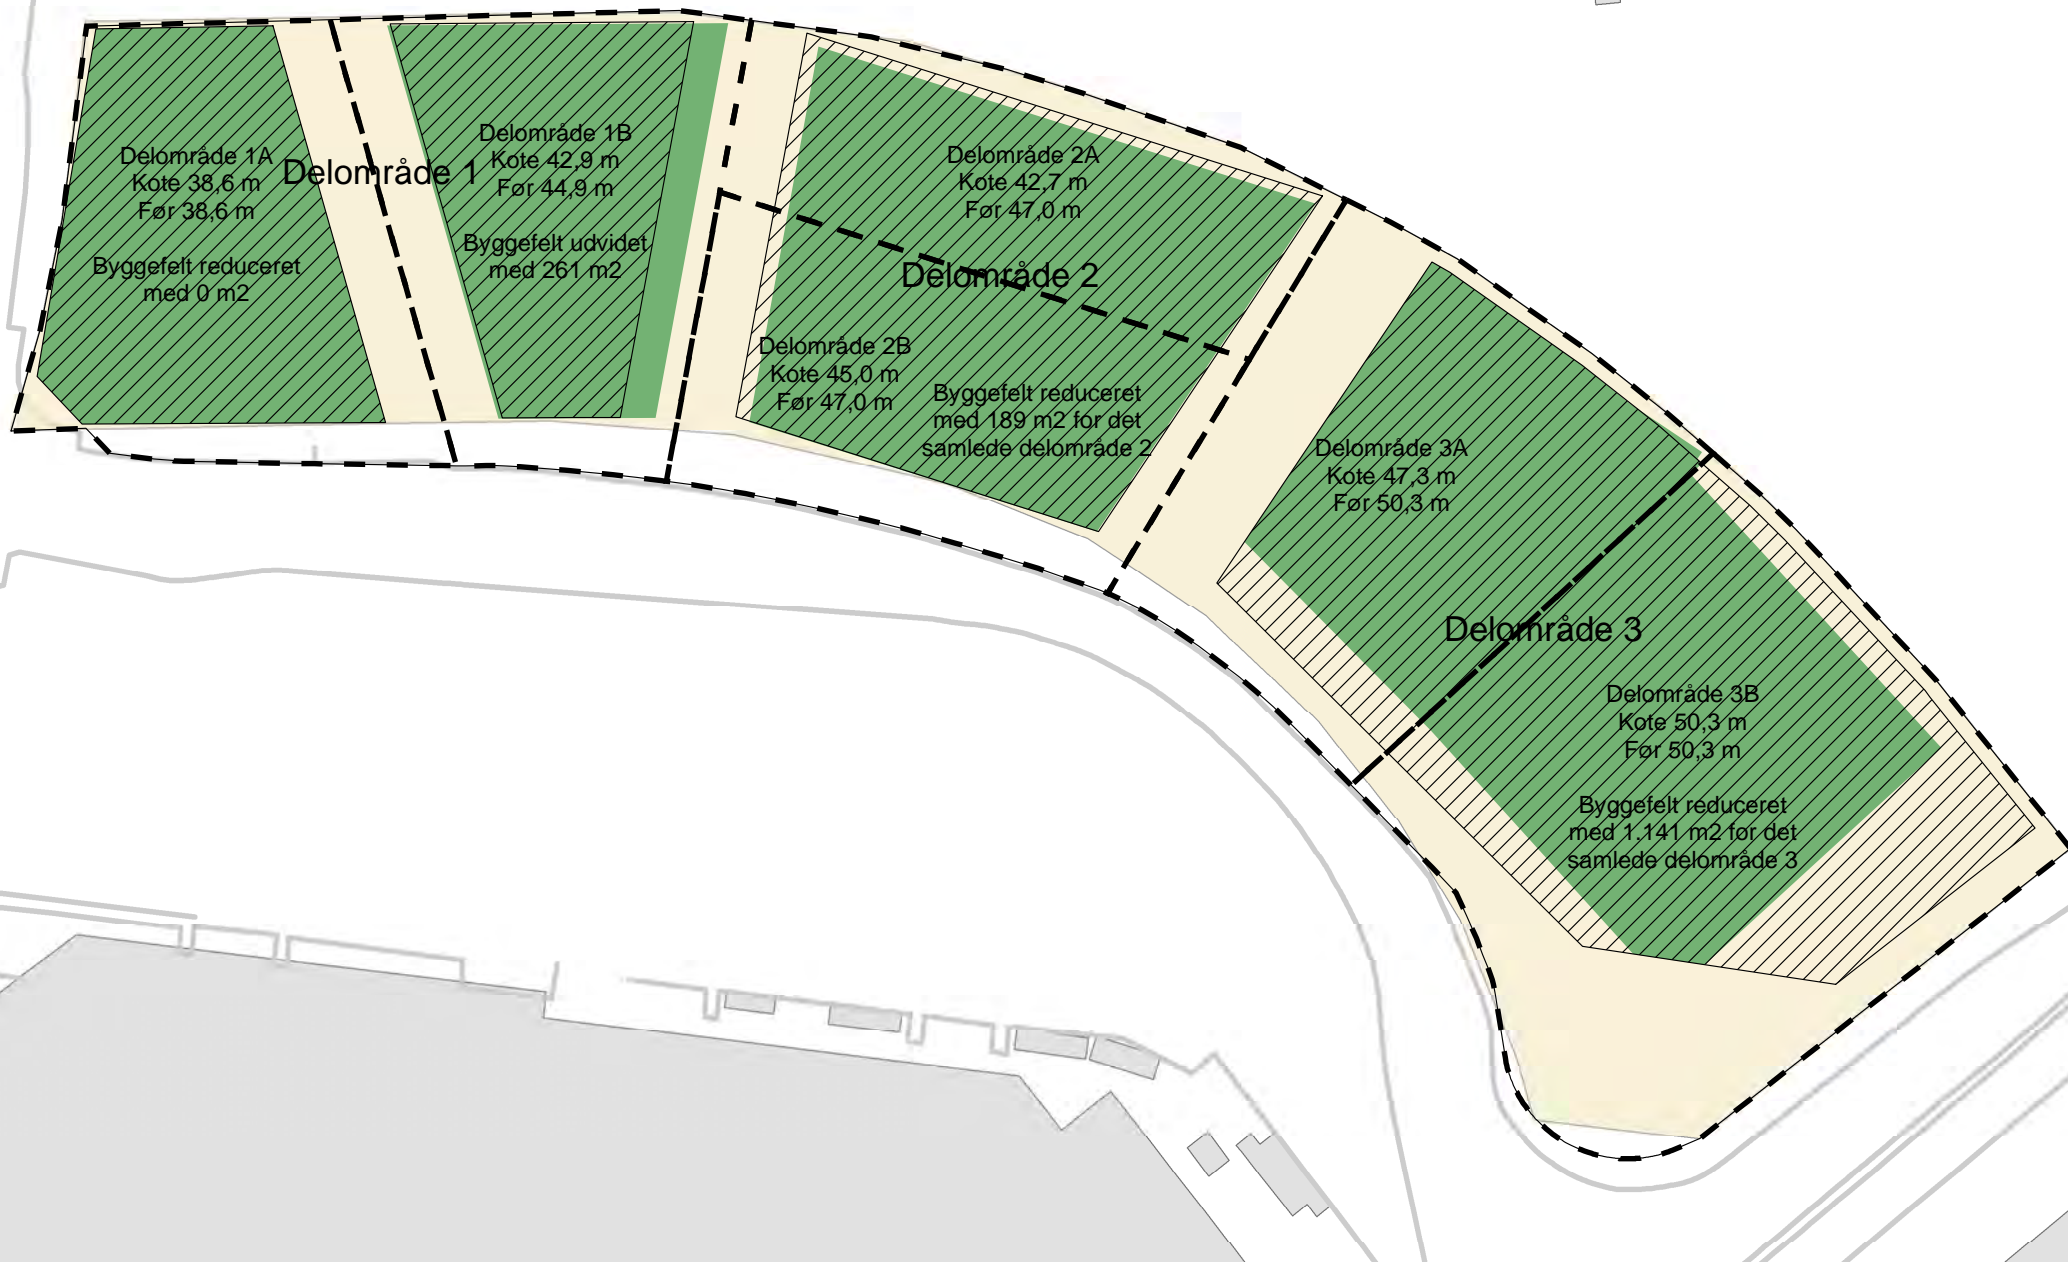 Delområde 1A
Kote 38,6 m
Før 38,6 m
Byggefelt reduceret
med 0 m2
Delområde 1
Delområde 1B
Kote 42,9 m
Før 44,9 m
Byggefelt udvidet
med 261 m2
Delområde 2A
Kote 42,7 m
Før 47,0 m
Delområde 2
Delområde 2B
Kote 45,0 m
Før 47,0 m
Byggefelt reduceret
med 189 m2 for det
samlede delområde 2
Delområde 3A
Kote 47,3 m
Før 50,3 m
Delområde 3
Delområde 3B
Kote 50,3 m
Før 50,3 m
Byggefelt reduceret
med 1.141 m2 for det
samlede delområde 3